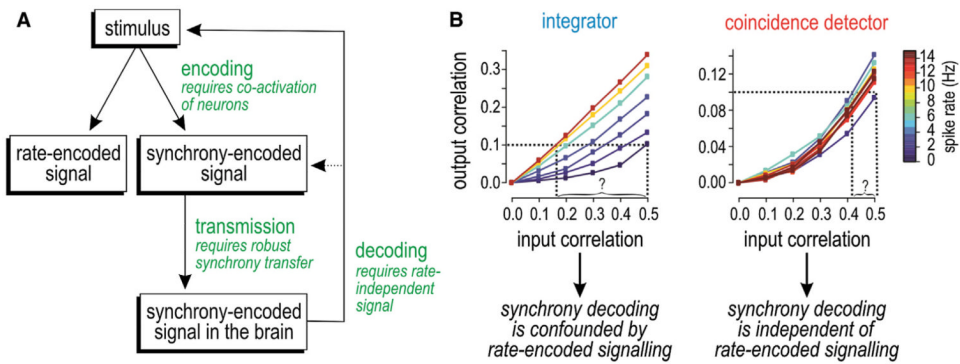 A
stimulus
encoding
requires co-activation
of neurons
rate-encoded
signal
synchrony-encoded
signal
transmission
requires robust
synchrony transfer
decoding
requires rate-
independent
signal
synchrony-encoded
signal in the brain
B
integrator
output correlation
0.3
0.2
0.1
0.0
?
0.0 0.1 0.2 0.3 0.4 0.5
input correlation
synchrony decoding
is confounded by
rate-encoded signalling
coincidence detector
0.12
0.08
0.04
0.00
?
0.0 0.1 0.2 0.3 0.4 0.5
input correlation
synchrony decoding
is independent of
rate-encoded signalling
14
12
10
8
6
4
2
0
spike rate (Hz)